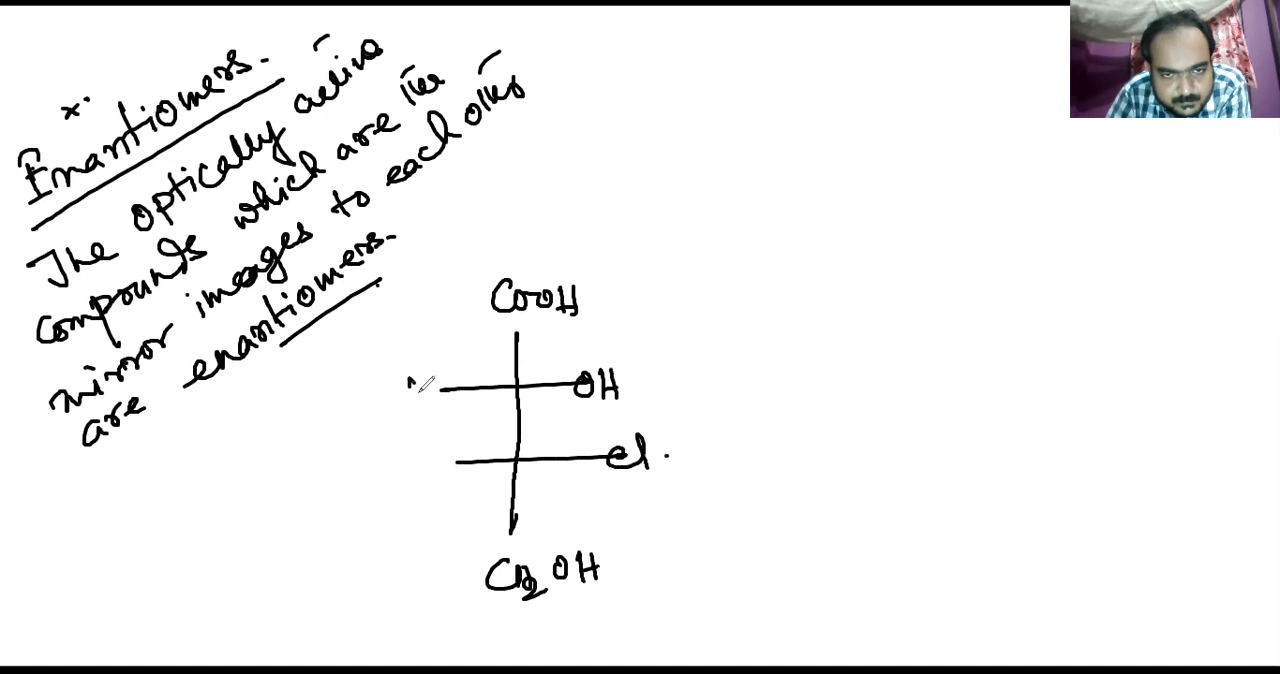 Enantiomers.
The optically active
compounds which are the
mirror images to each other
are enantiomers.
COOH
OH
Cl.
CH2OH